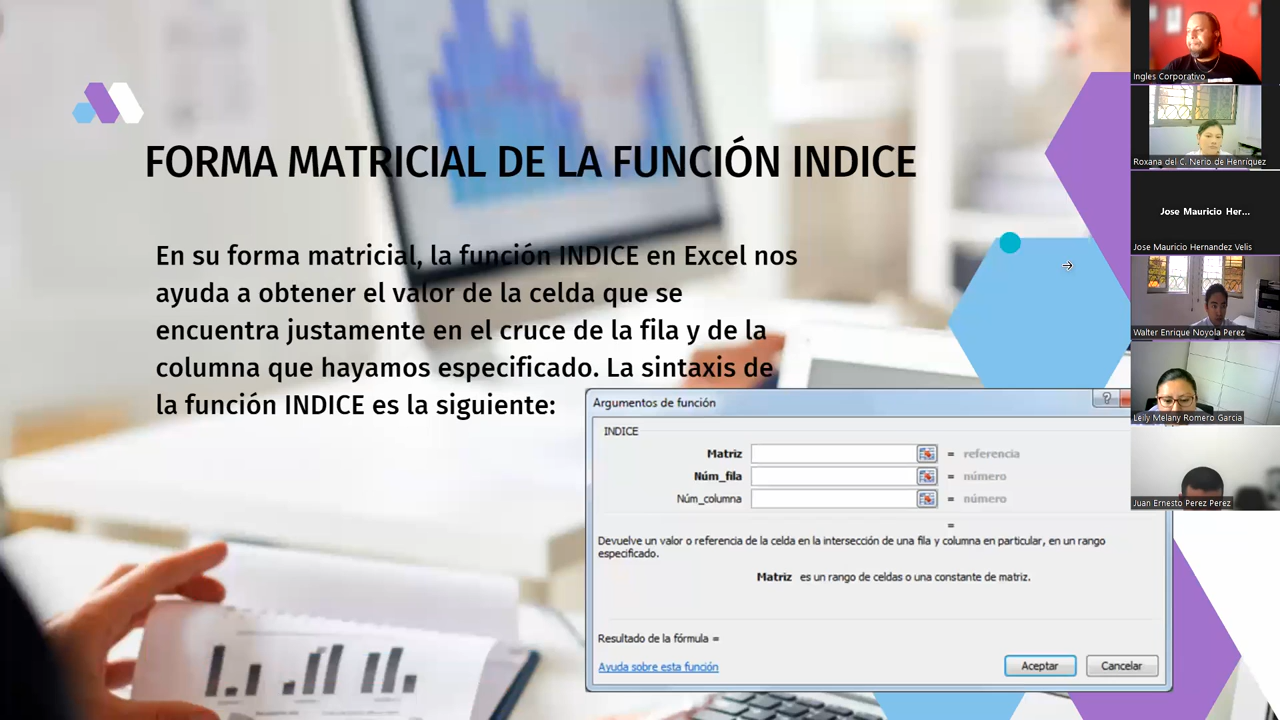 FORMA MATRICIAL DE LA FUNCIÓN INDICE
En su forma matricial, la función INDICE en Excel nos
ayuda a obtener el valor de la celda que se
encuentra justamente en el cruce de la fila y de la
columna que hayamos especificado. La sintaxis de
la función INDICE es la siguiente:
Argumentos de función
?
INDICE
Matriz = referencia
Núm_fila = número
Núm_columna = número
=
Devuelve un valor o referencia de la celda en la intersección de una fila y columna en particular, en un rango
especificado.
Matriz es un rango de celdas o una constante de matriz.
Resultado de la fórmula =
Ayuda sobre esta función
Aceptar
Cancelar
Ingles Corporativo
Roxana del C. Nerio de Henríquez
Jose Mauricio Her...
Jose Mauricio Hernandez Velis
Walter Enrique Noyola Perez
Leily Melany Romero Garcia
Juan Ernesto Perez Perez